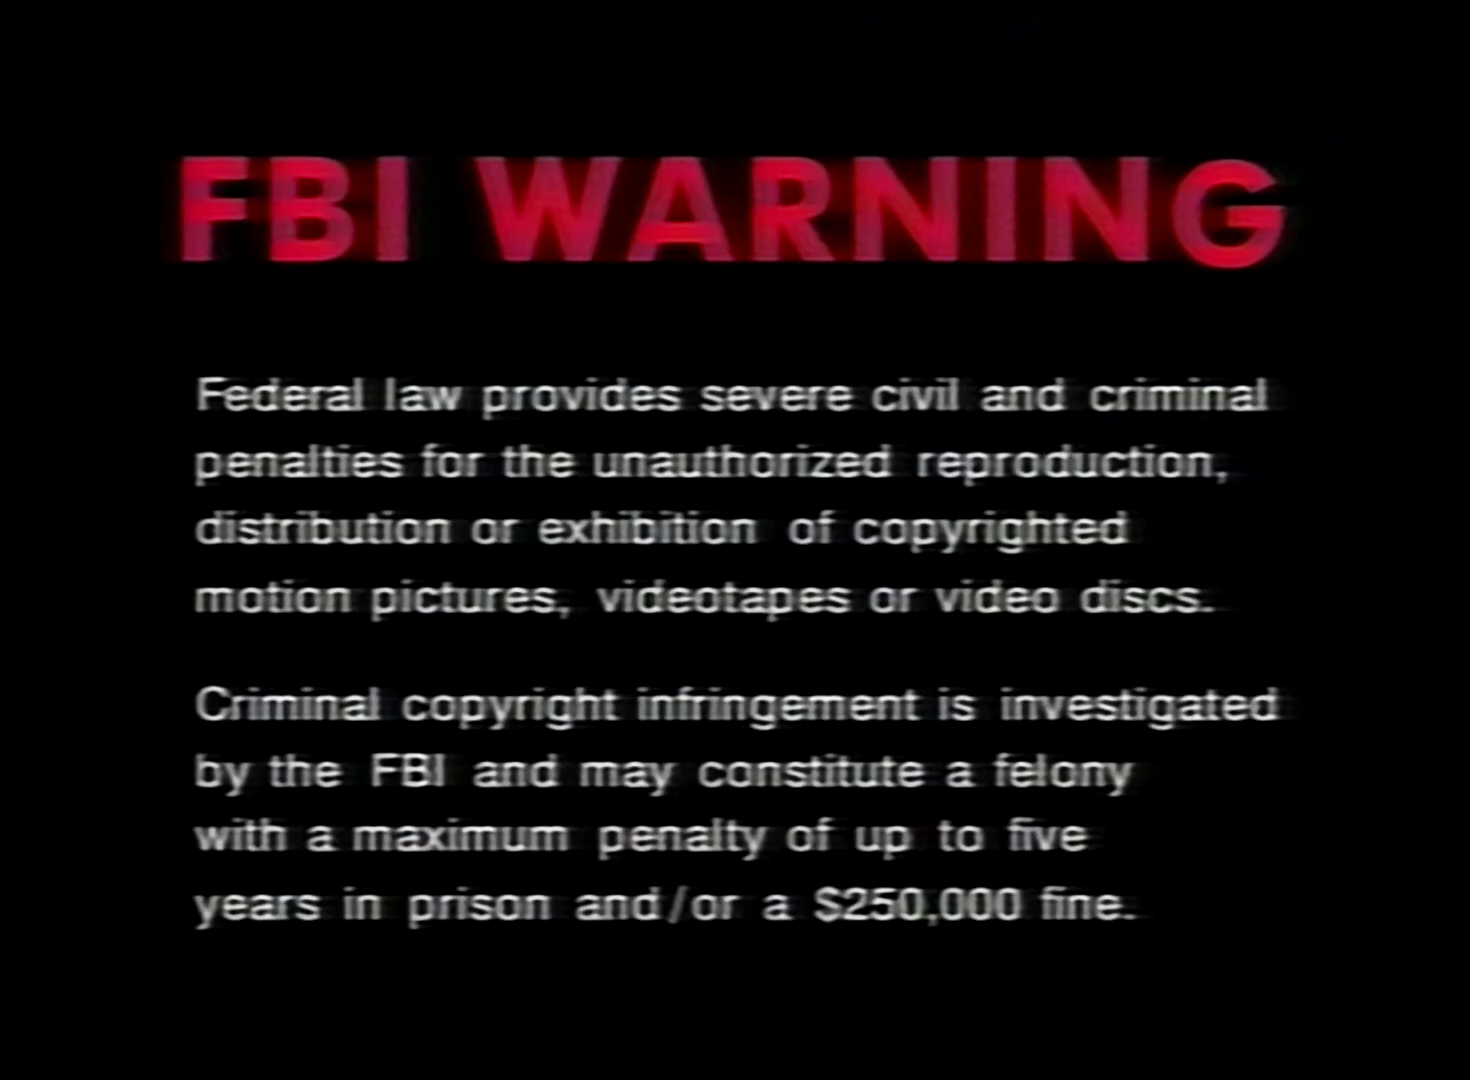 FBI WARNING
Federal law provides severe civil and criminal
penalties for the unauthorized reproduction,
distribution or exhibition of copyrighted
motion pictures, videotapes or video discs.
Criminal copyright infringement is investigated
by the FBI and may constitute a felony
with a maximum penalty of up to five
years in prison and/or a $250,000 fine.